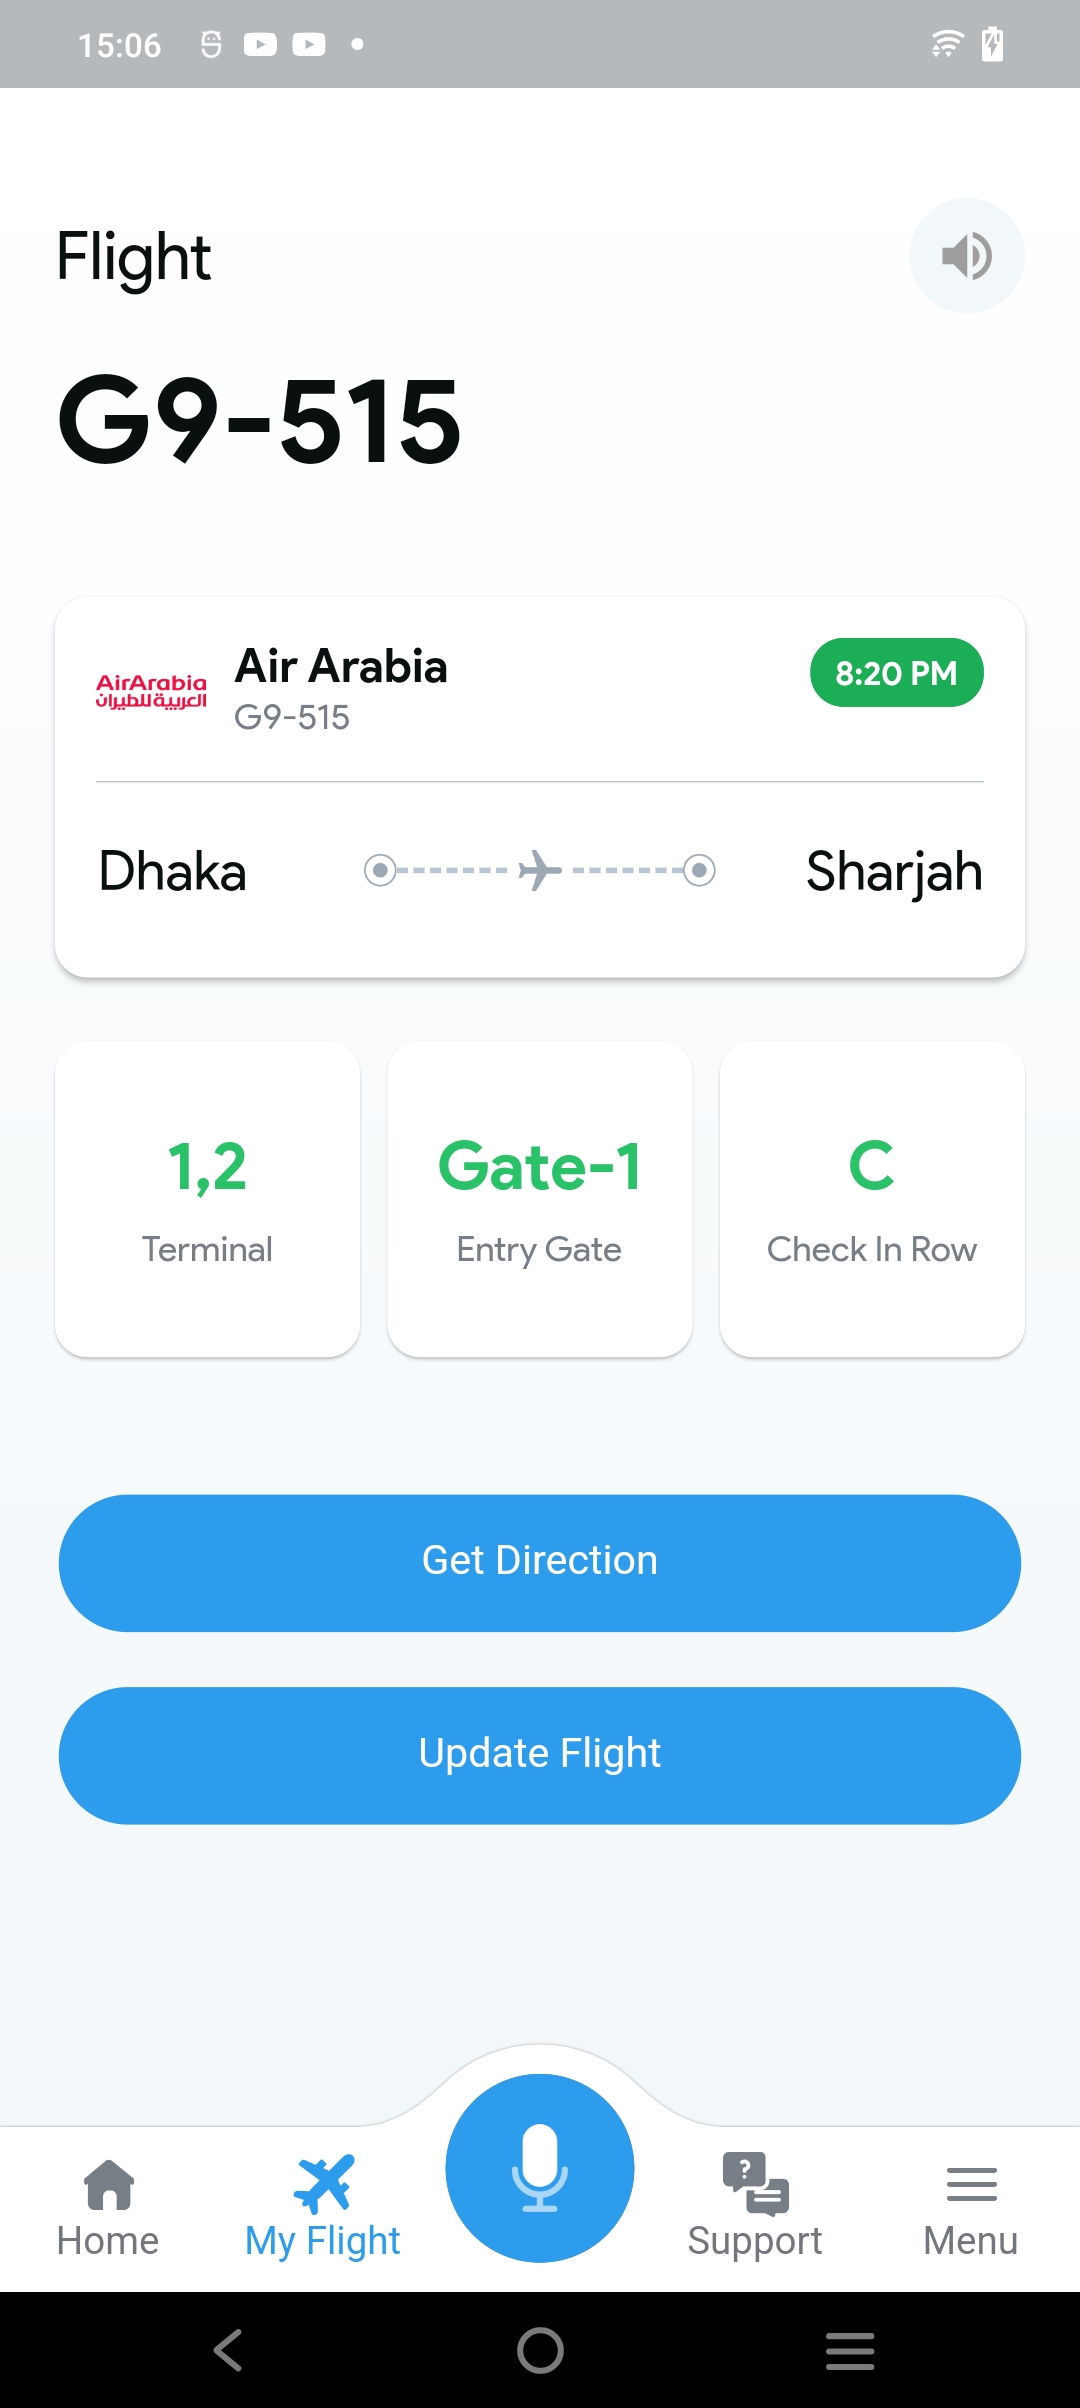 15:06
Flight
G9-515
AirArabia
العربية للطيران
Air Arabia
G9-515
8:20 PM
Dhaka
Sharjah
1,2
Terminal
Gate-1
Entry Gate
C
Check In Row
Get Direction
Update Flight
Home
My Flight
?
Support
Menu